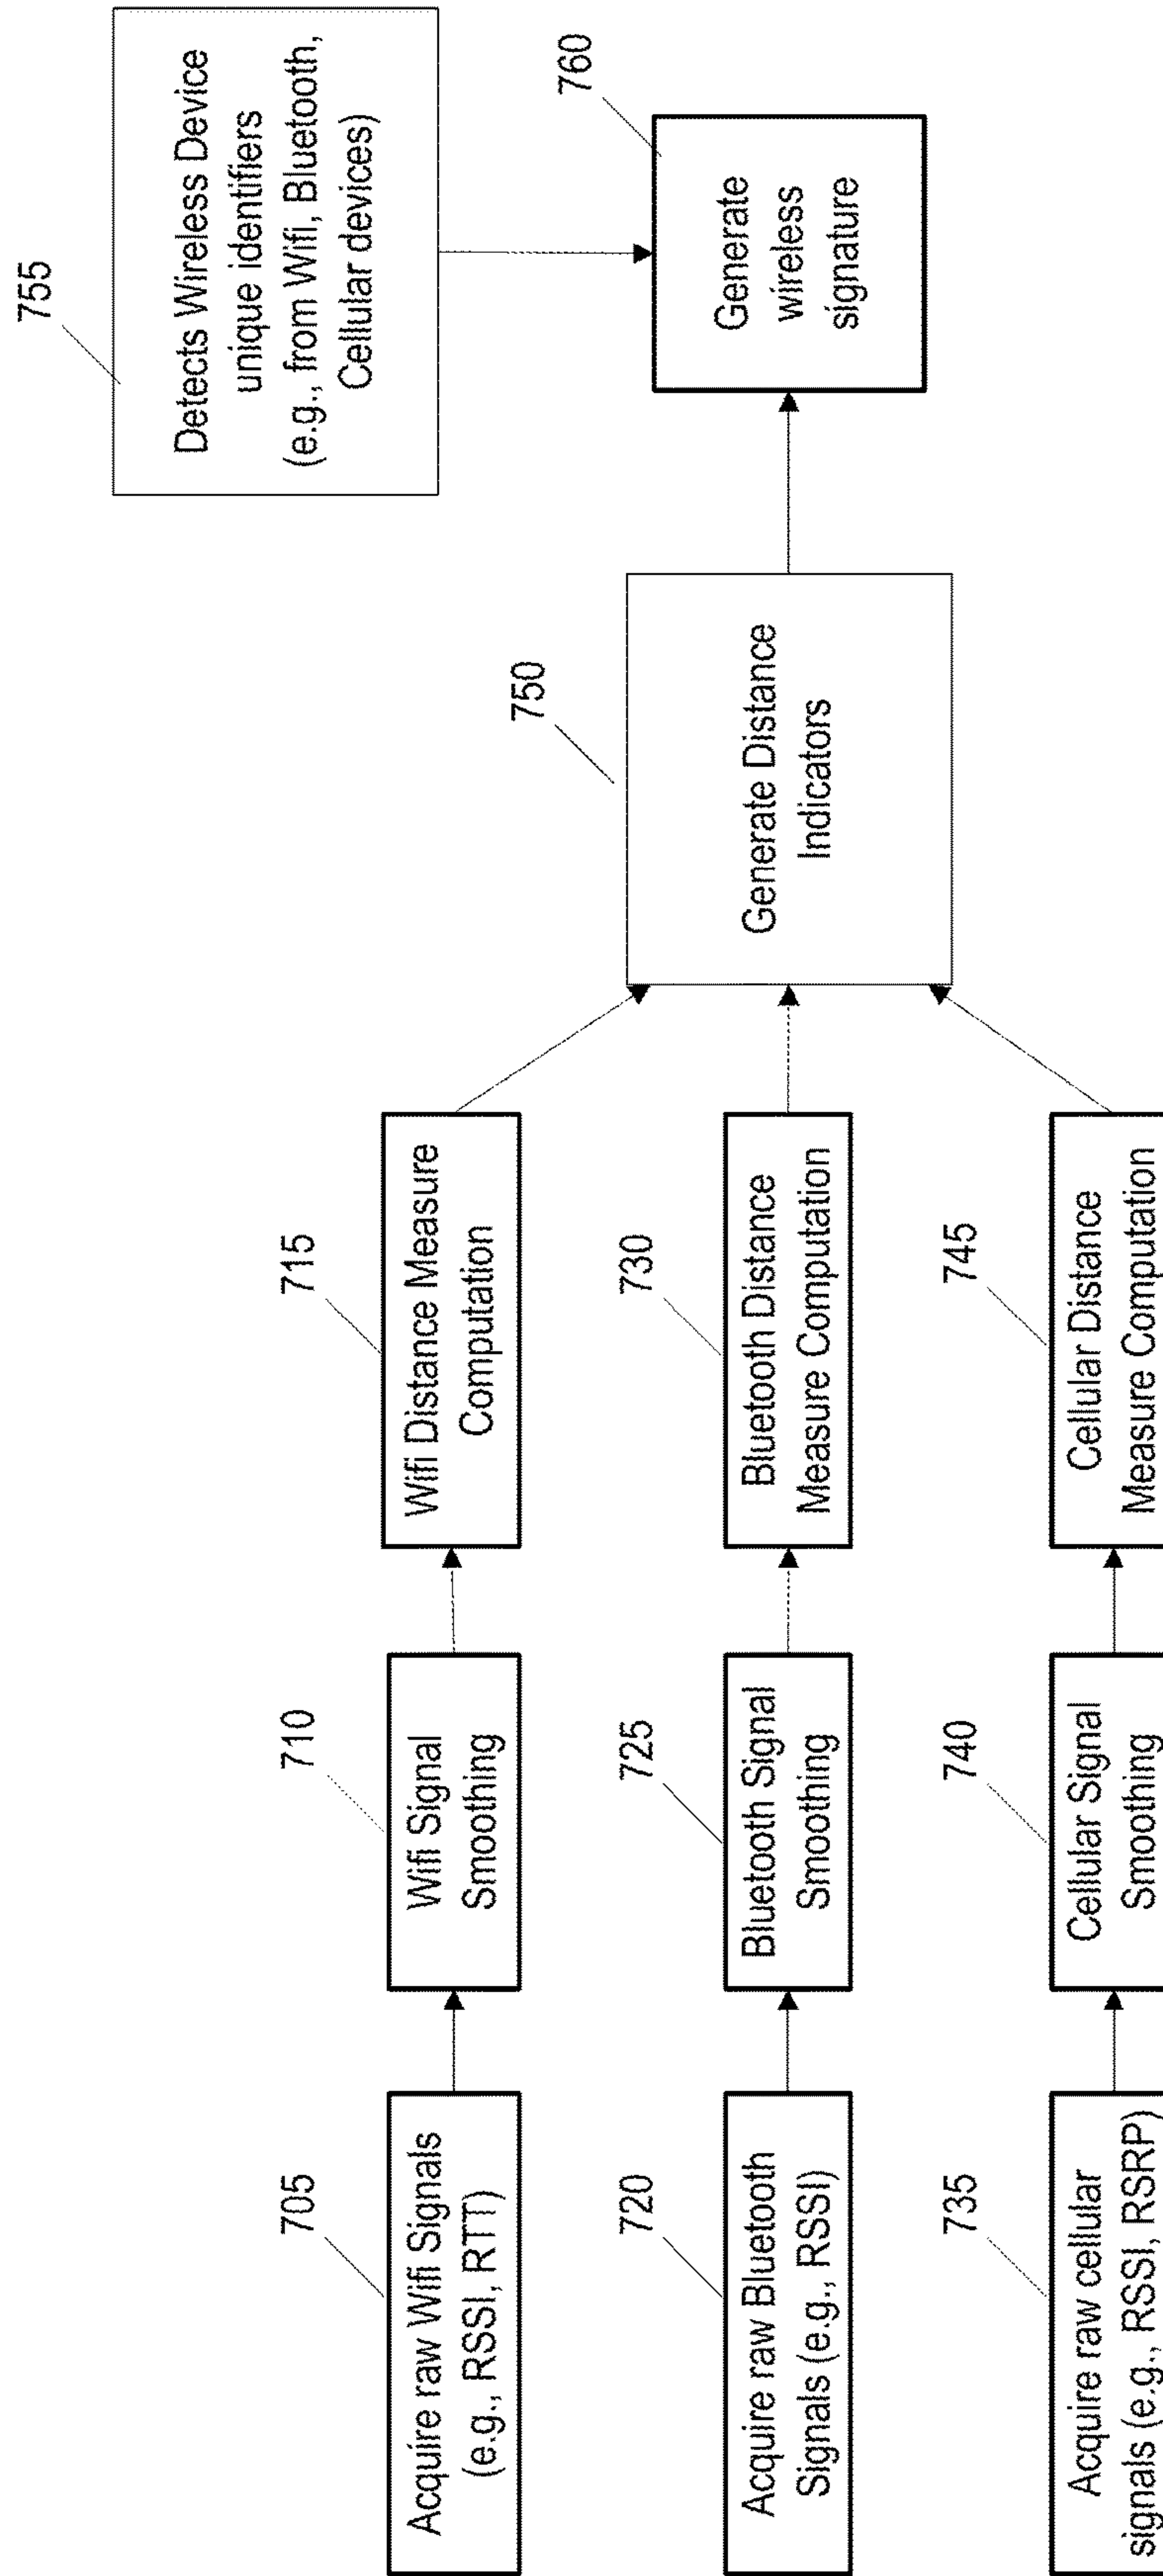 705
Acquire raw Wifi Signals
(e.g., RSSI, RTT)
710
Wifi Signal
Smoothing
715
Wifi Distance Measure
Computation
720
Acquire raw Bluetooth
Signals (e.g., RSSI)
725
Bluetooth Signal
Smoothing
730
Bluetooth Distance
Measure Computation
735
Acquire raw cellular
signals (e.g., RSSI, RSRP)
740
Cellular Signal
Smoothing
745
Cellular Distance
Measure Computation
750
Generate Distance
Indicators
755
Detects Wireless Device
unique identifiers
(e.g., from Wifi, Bluetooth,
Cellular devices)
760
Generate
wireless
signature